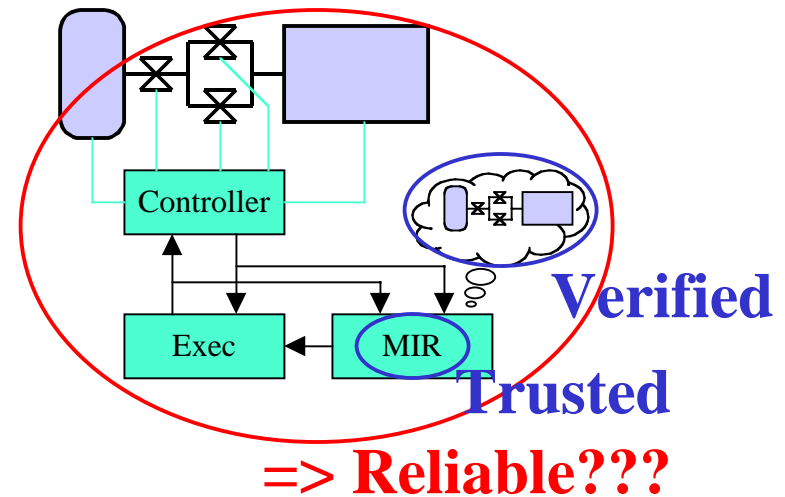 Controller
Verified
Exec
MIR
Trusted
=> Reliable???